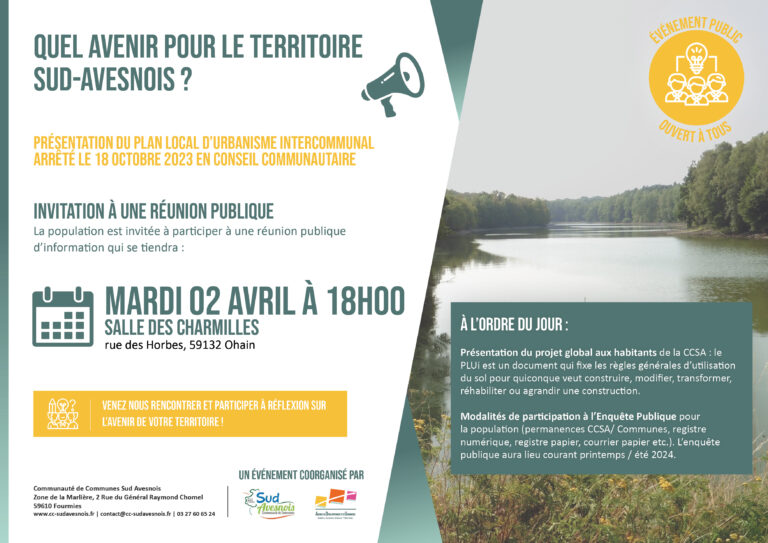 QUEL AVENIR POUR LE TERRITOIRE
SUD-AVESNOIS ?
PRÉSENTATION DU PLAN LOCAL D'URBANISME INTERCOMMUNAL
ARRÊTÉ LE 18 OCTOBRE 2023 EN CONSEIL COMMUNAUTAIRE
INVITATION À UNE RÉUNION PUBLIQUE
La population est invitée à participer à une réunion publique
d'information qui se tiendra :
MARDI 02 AVRIL À 18H00
SALLE DES CHARMILLES
rue des Horbes, 59132 Ohain
VENEZ NOUS RENCONTRER ET PARTICIPER À RÉFLEXION SUR
L'AVENIR DE VOTRE TERRITOIRE !
UN ÉVÉNEMENT COORGANISÉ PAR
Communauté de Communes Sud Avesnois
Zone de la Marlière, 2 Rue du Général Raymond Chomel
59610 Fourmies
www.cc-sudavesnois.fr | contact@cc-sudavesnois.fr | 03 27 60 65 24
Sud
Avesnois
ÉVÉNEMENT PUBLIC
OUVERT À TOUS
À L'ORDRE DU JOUR :
Présentation du projet global aux habitants de la CCSA : le
PLUi est un document qui fixe les règles générales d'utilisation
du sol pour quiconque veut construire, modifier, transformer,
réhabiliter ou agrandir une construction.
Modalités de participation à l'Enquête Publique pour
la population (permanences CCSA/ Communes, registre
numérique, registre papier, courrier papier etc.). L'enquête
publique aura lieu courant printemps / été 2024.